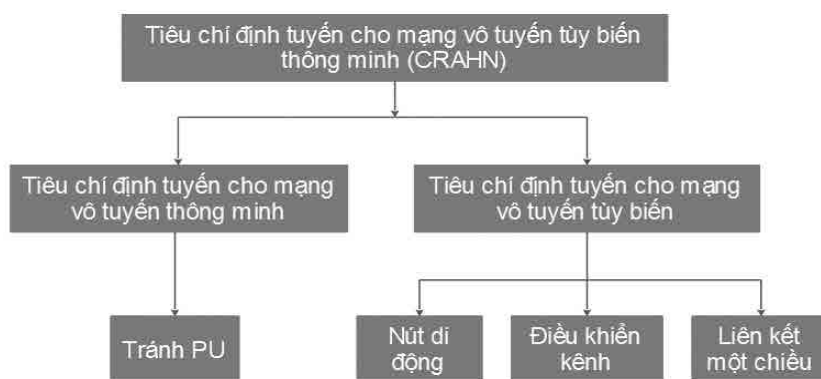 Tiêu chí định tuyến cho mạng vô tuyến tùy biến
thông minh (CRAHN)
Tiêu chí định tuyến cho mạng
vô tuyến thông minh
Tiêu chí định tuyến cho mạng
vô tuyến tùy biến
Tránh PU
Nút di
động
Điều khiển
kênh
Liên kết
một chiều